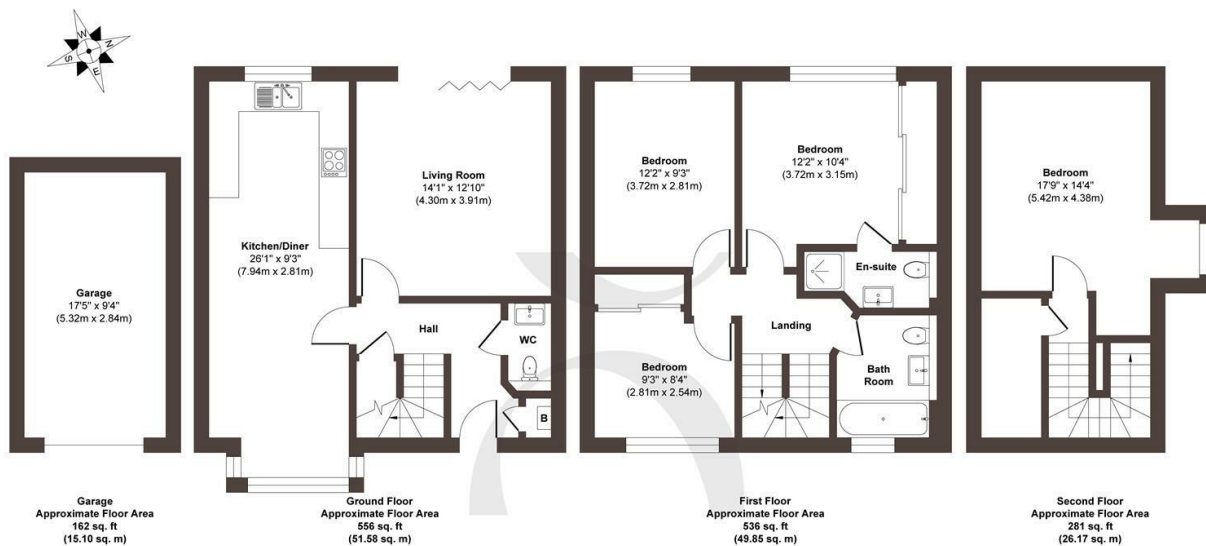 W
N
S
E
Garage
17'5" x 9'4"
(5.32m x 2.84m)
Kitchen/Diner
26'1" x 9'3"
(7.94m x 2.81m)
Living Room
14'1" x 12'10"
(4.30m x 3.91m)
Hall
WC
B
Bedroom
12'2" x 9'3"
(3.72m x 2.81m)
Bedroom
12'2" x 10'4"
(3.72m x 3.15m)
En-suite
Landing
Bedroom
9'3" x 8'4"
(2.81m x 2.54m)
Bath
Room
Bedroom
17'9" x 14'4"
(5.42m x 4.38m)
Garage
Approximate Floor Area
162 sq. ft
(15.10 sq. m)
Ground Floor
Approximate Floor Area
556 sq. ft
(51.58 sq. m)
First Floor
Approximate Floor Area
536 sq. ft
(49.85 sq. m)
Second Floor
Approximate Floor Area
281 sq. ft
(26.17 sq. m)